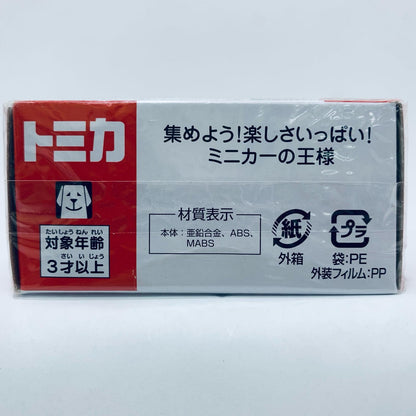 トミカ
集めよう!楽しさいっぱい!
ミニカーの王様
たいしょうねんれい
対象年齢
さいいじょう
3才以上
材質表示
本体:亜鉛合金、ABS、
MABS
紙
外箱
プラ
袋:PE
外装フィルム:PP